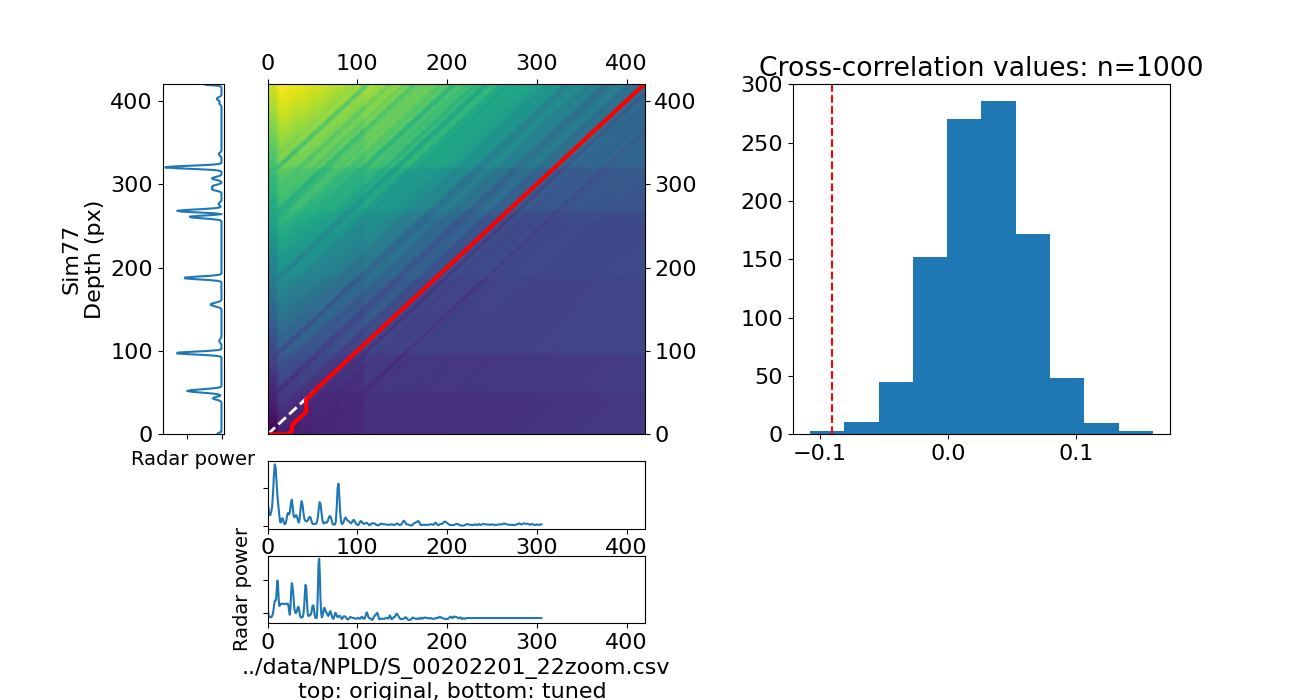 0 100 200 300 400
Cross-correlation values: n=1000
400
300
200
100
0
Sim77
Depth (px)
Radar power
400
300
200
100
0
300
250
200
150
100
50
0
−0.1 0.0 0.1
0 100 200 300 400
Radar power
0 100 200 300 400
../data/NPLD/S_00202201_22zoom.csv
top: original, bottom: tuned